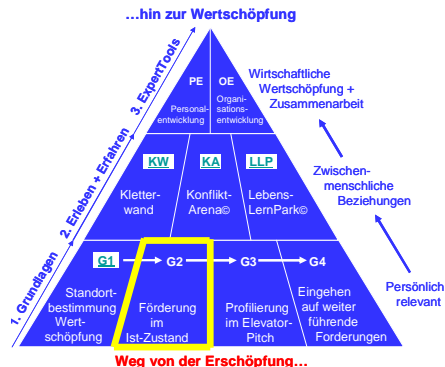 …hin zur Wertschöpfung
PE
OE
Personal-
entwicklung
Organi-
sations-
entwicklung
Wirtschaftliche
Wertschöpfung +
Zusammenarbeit
3. ExpertTools
KW
KA
LLP
Kletter-
wand
Konflikt-
Arena©
Lebens-
LernPark©
Zwischen-
menschliche
Beziehungen
2. Erleben + Erfahren
G1
G2
G3
G4
Standort-
bestimmung
Wert-
schöpfung
Förderung
im
Ist-Zustand
Profilierung
im Elevator-
Pitch
Eingehen
auf weiter
führende
Forderungen
Persönlich
relevant
1. Grundlagen
Weg von der Erschöpfung…